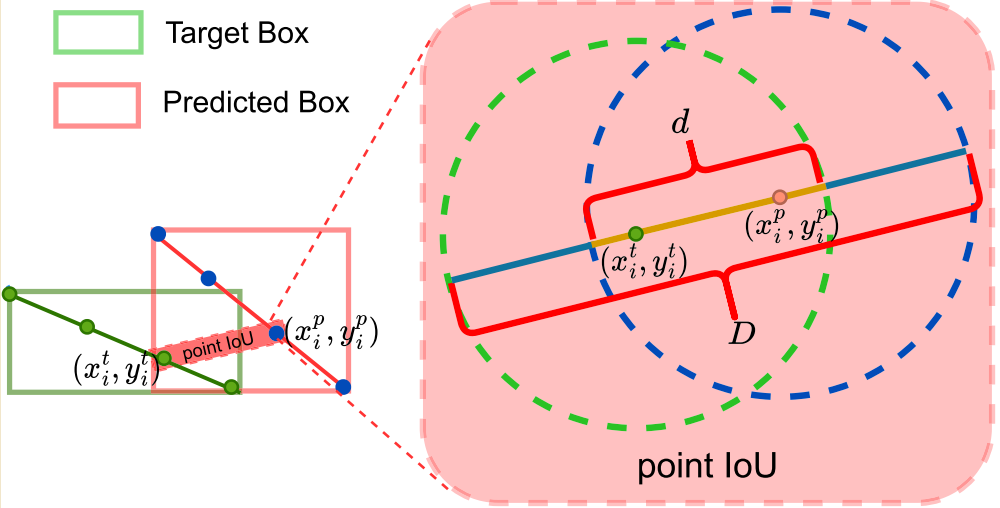 Target Box
Predicted Box
d
(x_i^p, y_i^p)
(x_i^t, y_i^t)
D
point IoU
(x_i^p, y_i^p)
(x_i^t, y_i^t)
point IoU